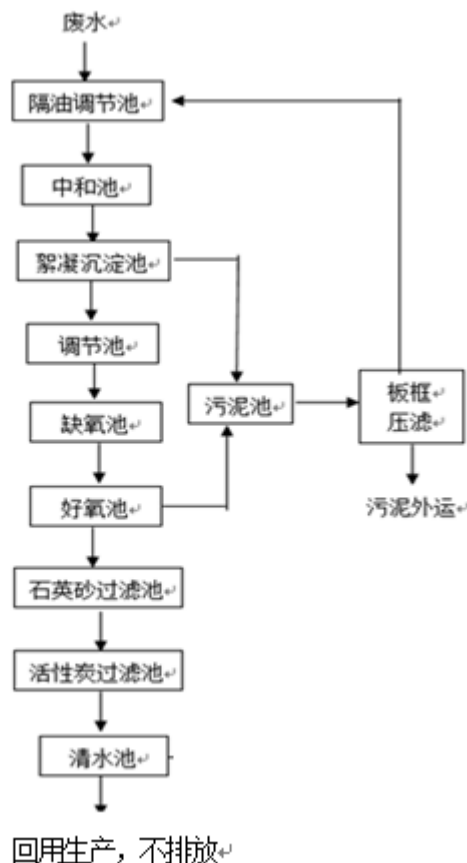 废水
隔油调节池
中和池
絮凝沉淀池
调节池
缺氧池
污泥池
板框
压滤
好氧池
污泥外运
石英砂过滤池
活性炭过滤池
清水池
回用生产，不排放